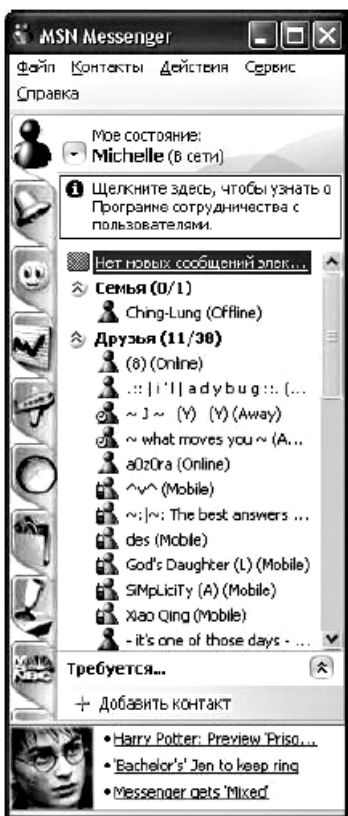 MSN Messenger
Файл Контакты Действия Сервис
Справка
Мое состояние:
Michelle (В сети)
Щелкните здесь, чтобы узнать о
Программе сотрудничества с
пользователями.
Нет новых сообщений элек...
Семья (0/1)
Ching-Lung (Offline)
Друзья (11/38)
(8) (Online)
.:: | i 'l | a d y b u g ::. (...
~ J ~ (Y) (Y) (Away)
~ what moves you ~ (A...
a0z0ra (Online)
^v^ (Mobile)
~:|~: The best answers ...
des (Mobile)
God's Daughter (L) (Mobile)
SiMpLiciTy (A) (Mobile)
Xiao Qing (Mobile)
- it's one of those days - ...
Требуется...
+ Добавить контакт
• Harry Potter: Preview 'Priso...
• 'Bachelor's' Jen to keep ring
• Messenger gets 'Mixed'